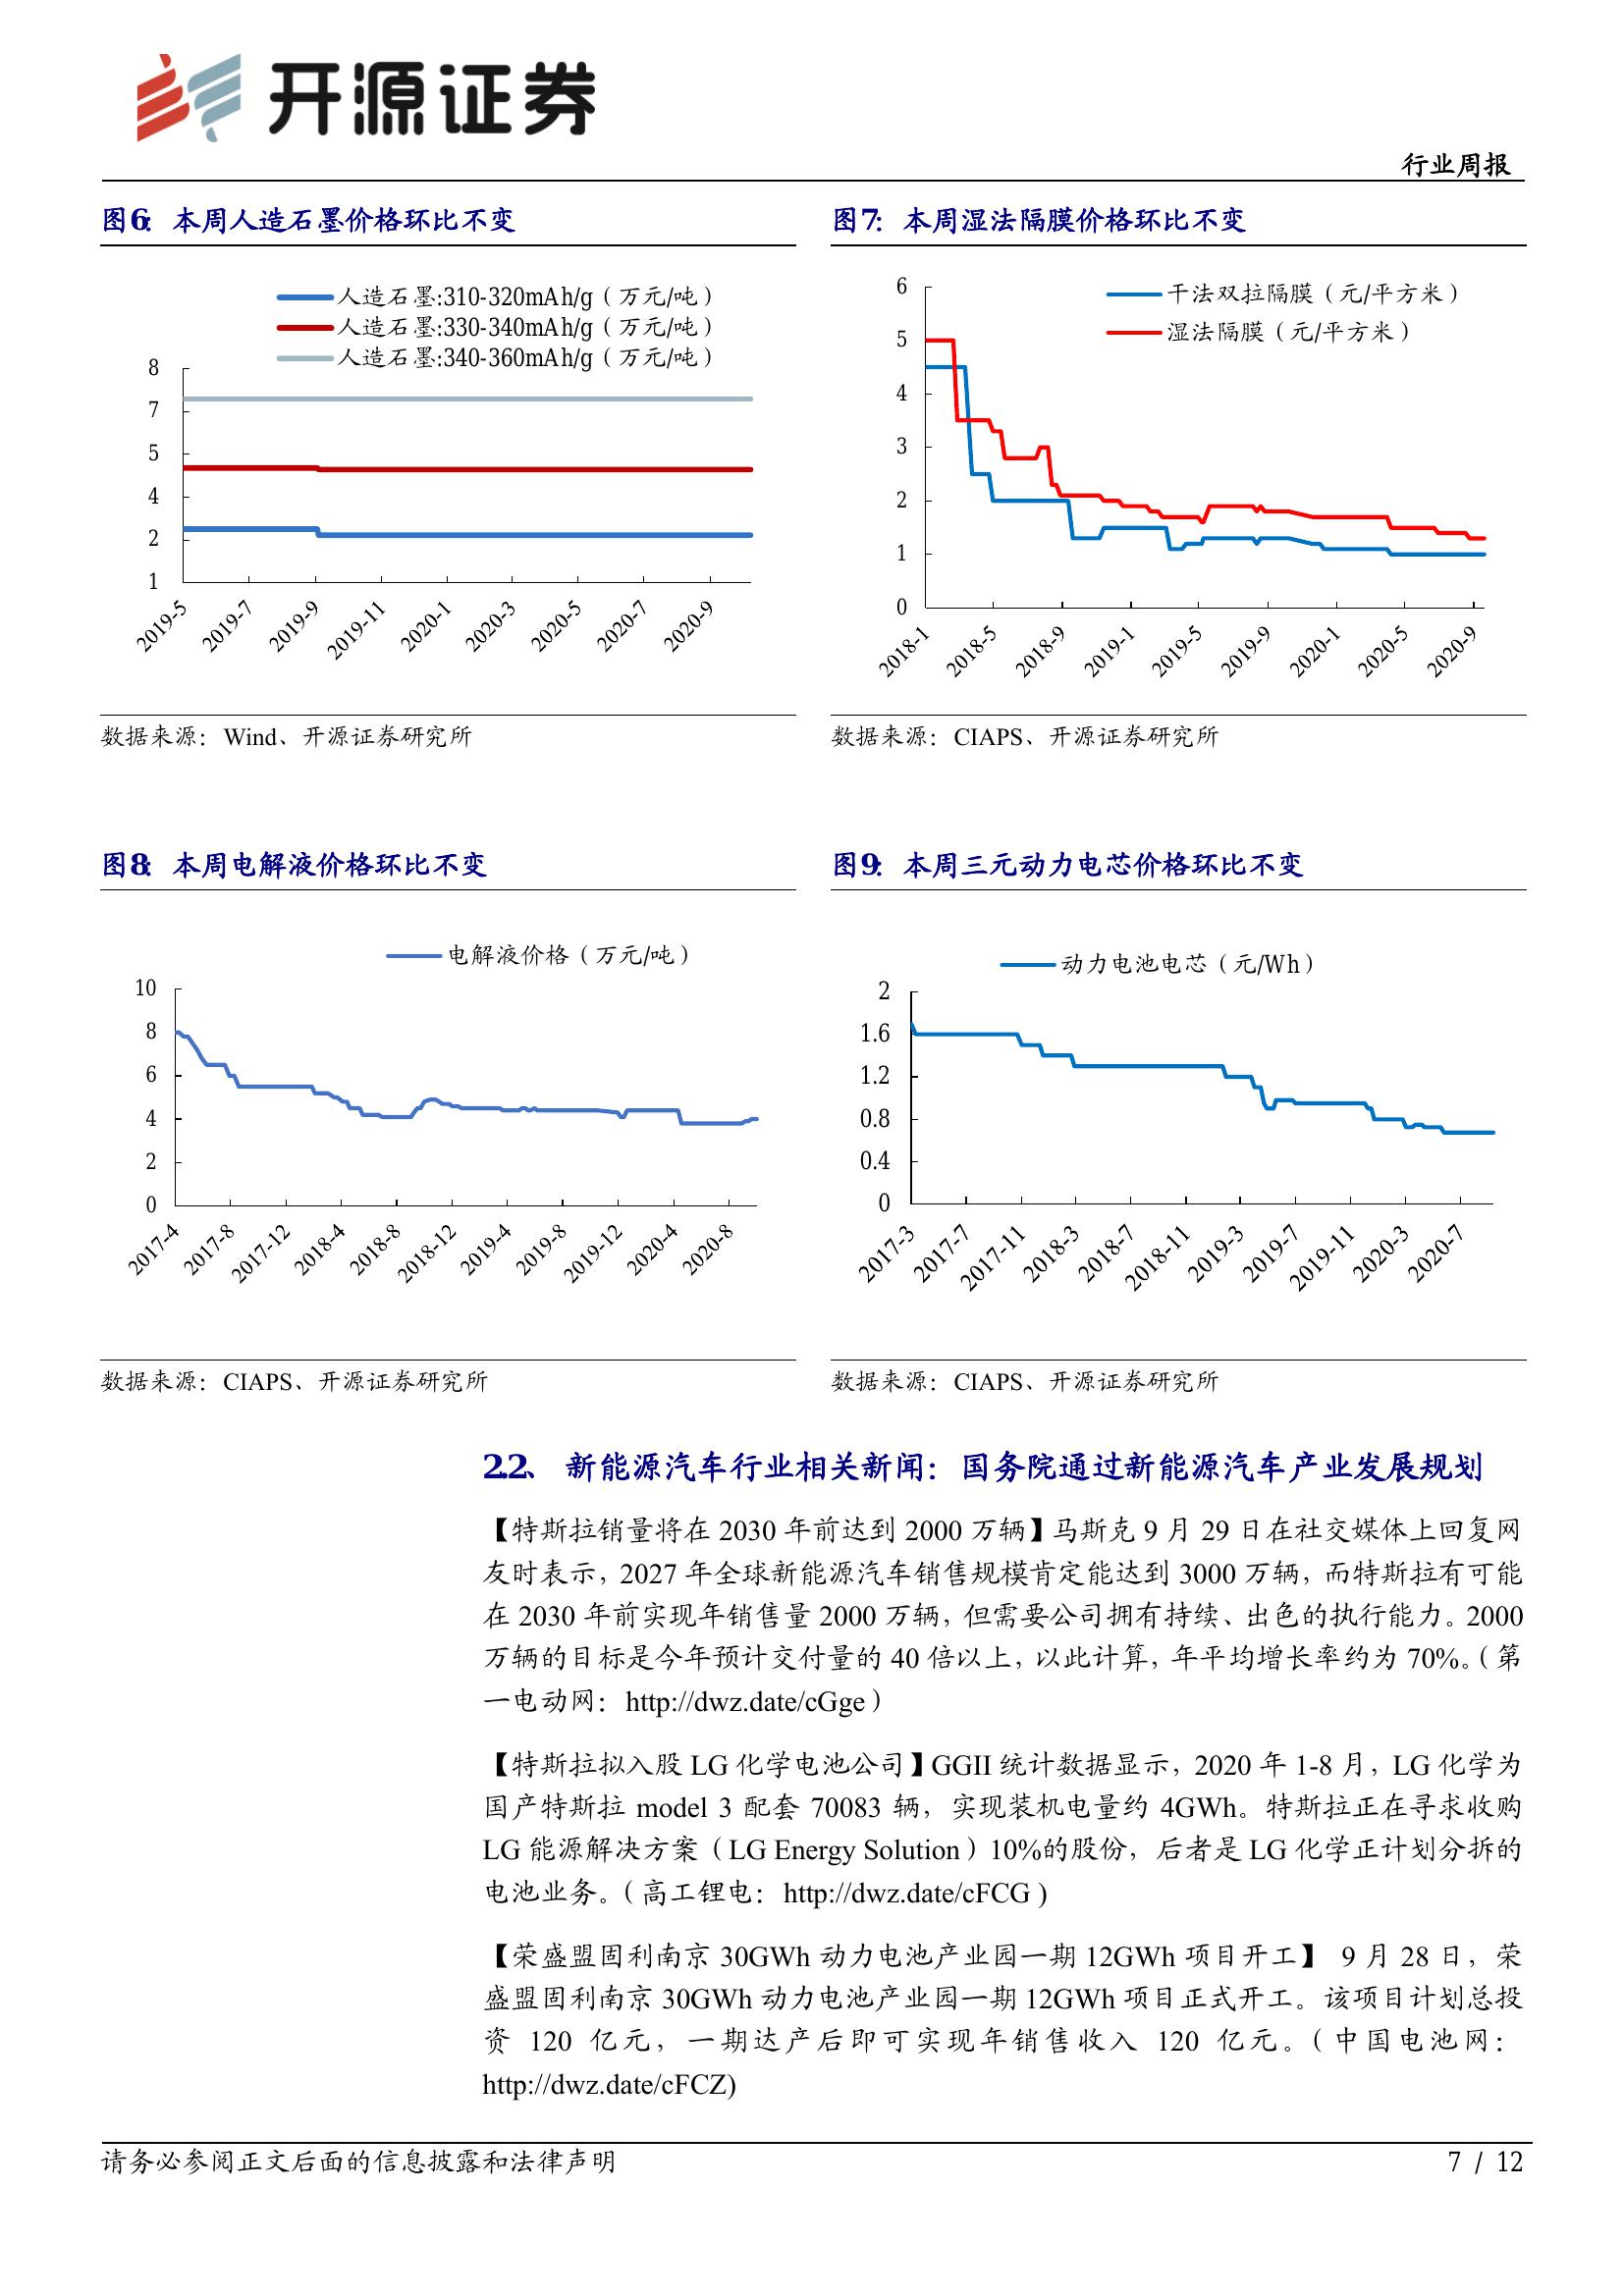 开源证券
行业周报
图6：本周人造石墨价格环比不变
人造石墨:310-320mAh/g（万元/吨）
人造石墨:330-340mAh/g（万元/吨）
人造石墨:340-360mAh/g（万元/吨）
8
7
5
4
2
1
2019-5 2019-7 2019-9 2019-11 2020-1 2020-3 2020-5 2020-7 2020-9
数据来源：Wind、开源证券研究所
图7：本周湿法隔膜价格环比不变
干法双拉隔膜（元/平方米）
湿法隔膜（元/平方米）
6
5
4
3
2
1
0
2018-1 2018-5 2018-9 2019-1 2019-5 2019-9 2020-1 2020-5 2020-9
数据来源：CIAPS、开源证券研究所
图8：本周电解液价格环比不变
电解液价格（万元/吨）
10
8
6
4
2
0
2017-4 2017-8 2017-12 2018-4 2018-8 2018-12 2019-4 2019-8 2019-12 2020-4 2020-8
数据来源：CIAPS、开源证券研究所
图9：本周三元动力电芯价格环比不变
动力电池电芯（元/Wh）
2
1.6
1.2
0.8
0.4
0
2017-3 2017-7 2017-11 2018-3 2018-7 2018-11 2019-3 2019-7 2019-11 2020-3 2020-7
数据来源：CIAPS、开源证券研究所
2.2、 新能源汽车行业相关新闻：国务院通过新能源汽车产业发展规划
【特斯拉销量将在 2030 年前达到 2000 万辆】马斯克 9 月 29 日在社交媒体上回复网
友时表示，2027 年全球新能源汽车销售规模肯定能达到 3000 万辆，而特斯拉有可能
在 2030 年前实现年销售量 2000 万辆，但需要公司拥有持续、出色的执行能力。2000
万辆的目标是今年预计交付量的 40 倍以上，以此计算，年平均增长率约为 70%。（第
一电动网：http://dwz.date/cGge）
【特斯拉拟入股 LG 化学电池公司】GGII 统计数据显示，2020 年 1-8 月，LG 化学为
国产特斯拉 model 3 配套 70083 辆，实现装机电量约 4GWh。特斯拉正在寻求收购
LG 能源解决方案（LG Energy Solution）10%的股份，后者是 LG 化学正计划分拆的
电池业务。（高工锂电：http://dwz.date/cFCG )
【荣盛盟固利南京 30GWh 动力电池产业园一期 12GWh 项目开工】 9 月 28 日，荣
盛盟固利南京 30GWh 动力电池产业园一期 12GWh 项目正式开工。该项目计划总投
资 120 亿元，一期达产后即可实现年销售收入 120 亿元。（中国电池网：
http://dwz.date/cFCZ)
请务必参阅正文后面的信息披露和法律声明
7 / 12